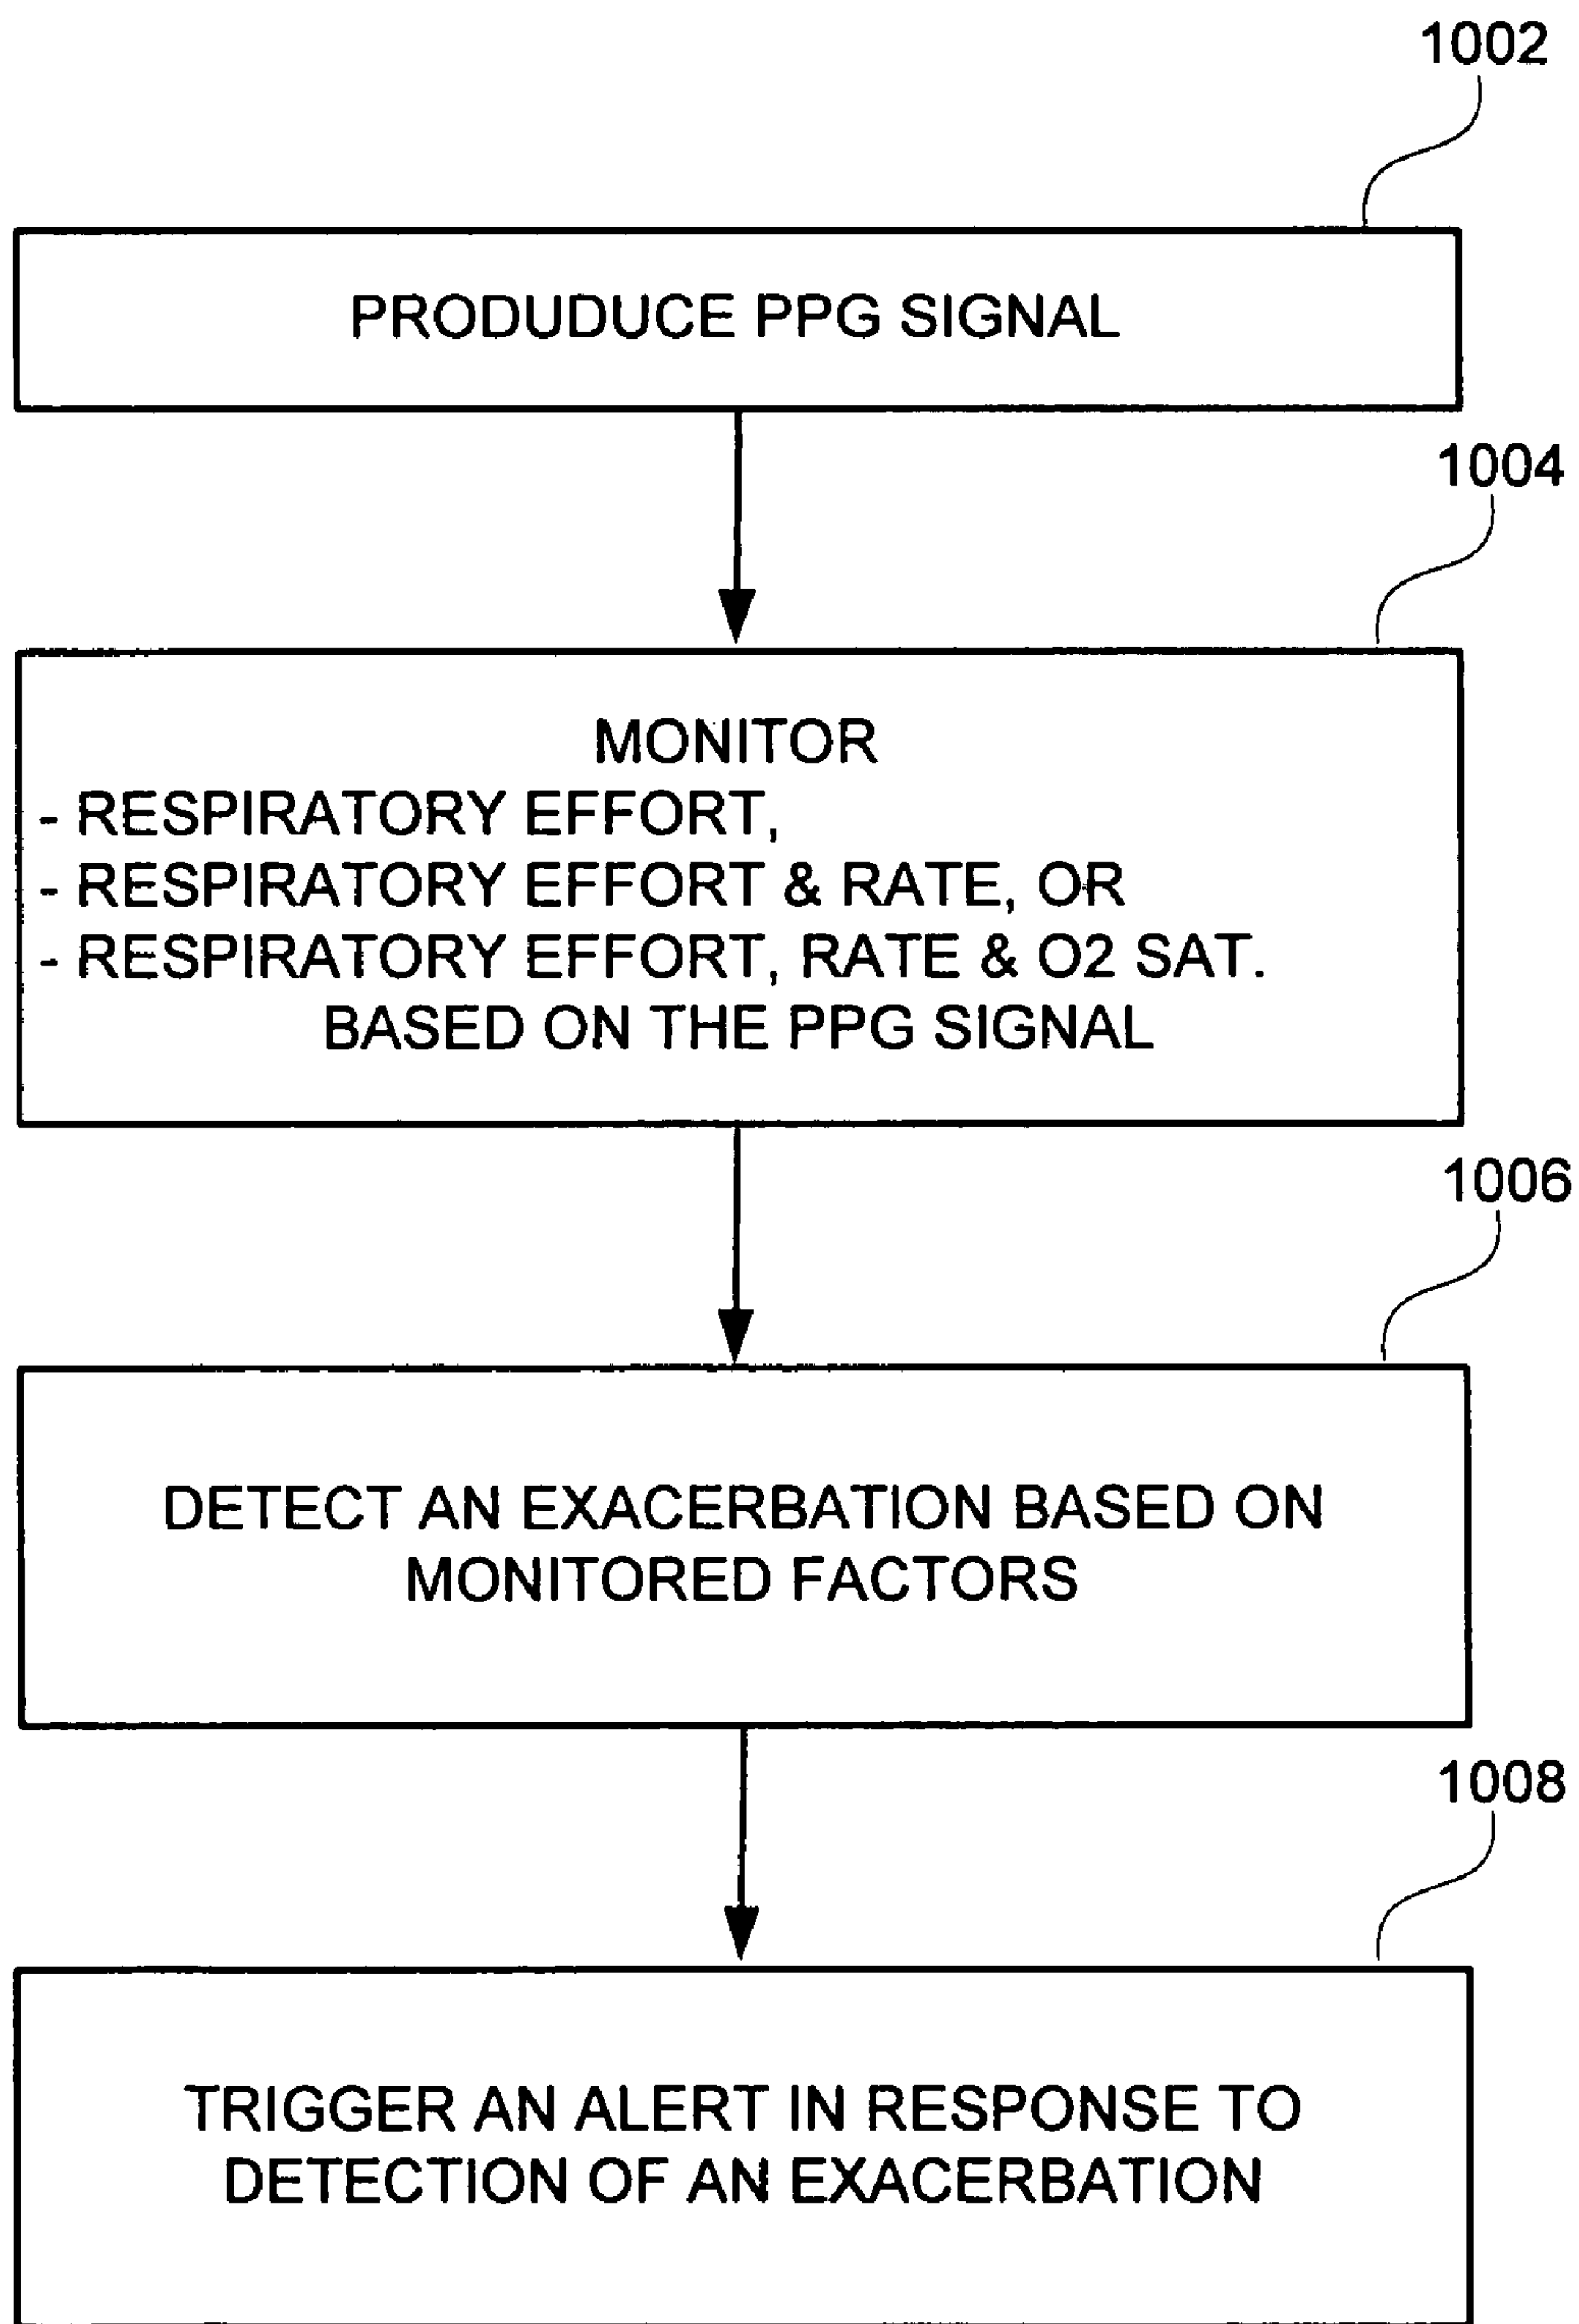 1002
PRODUDUCE PPG SIGNAL
1004
MONITOR
- RESPIRATORY EFFORT,
- RESPIRATORY EFFORT & RATE, OR
- RESPIRATORY EFFORT, RATE & O2 SAT.
BASED ON THE PPG SIGNAL
1006
DETECT AN EXACERBATION BASED ON
MONITORED FACTORS
1008
TRIGGER AN ALERT IN RESPONSE TO
DETECTION OF AN EXACERBATION